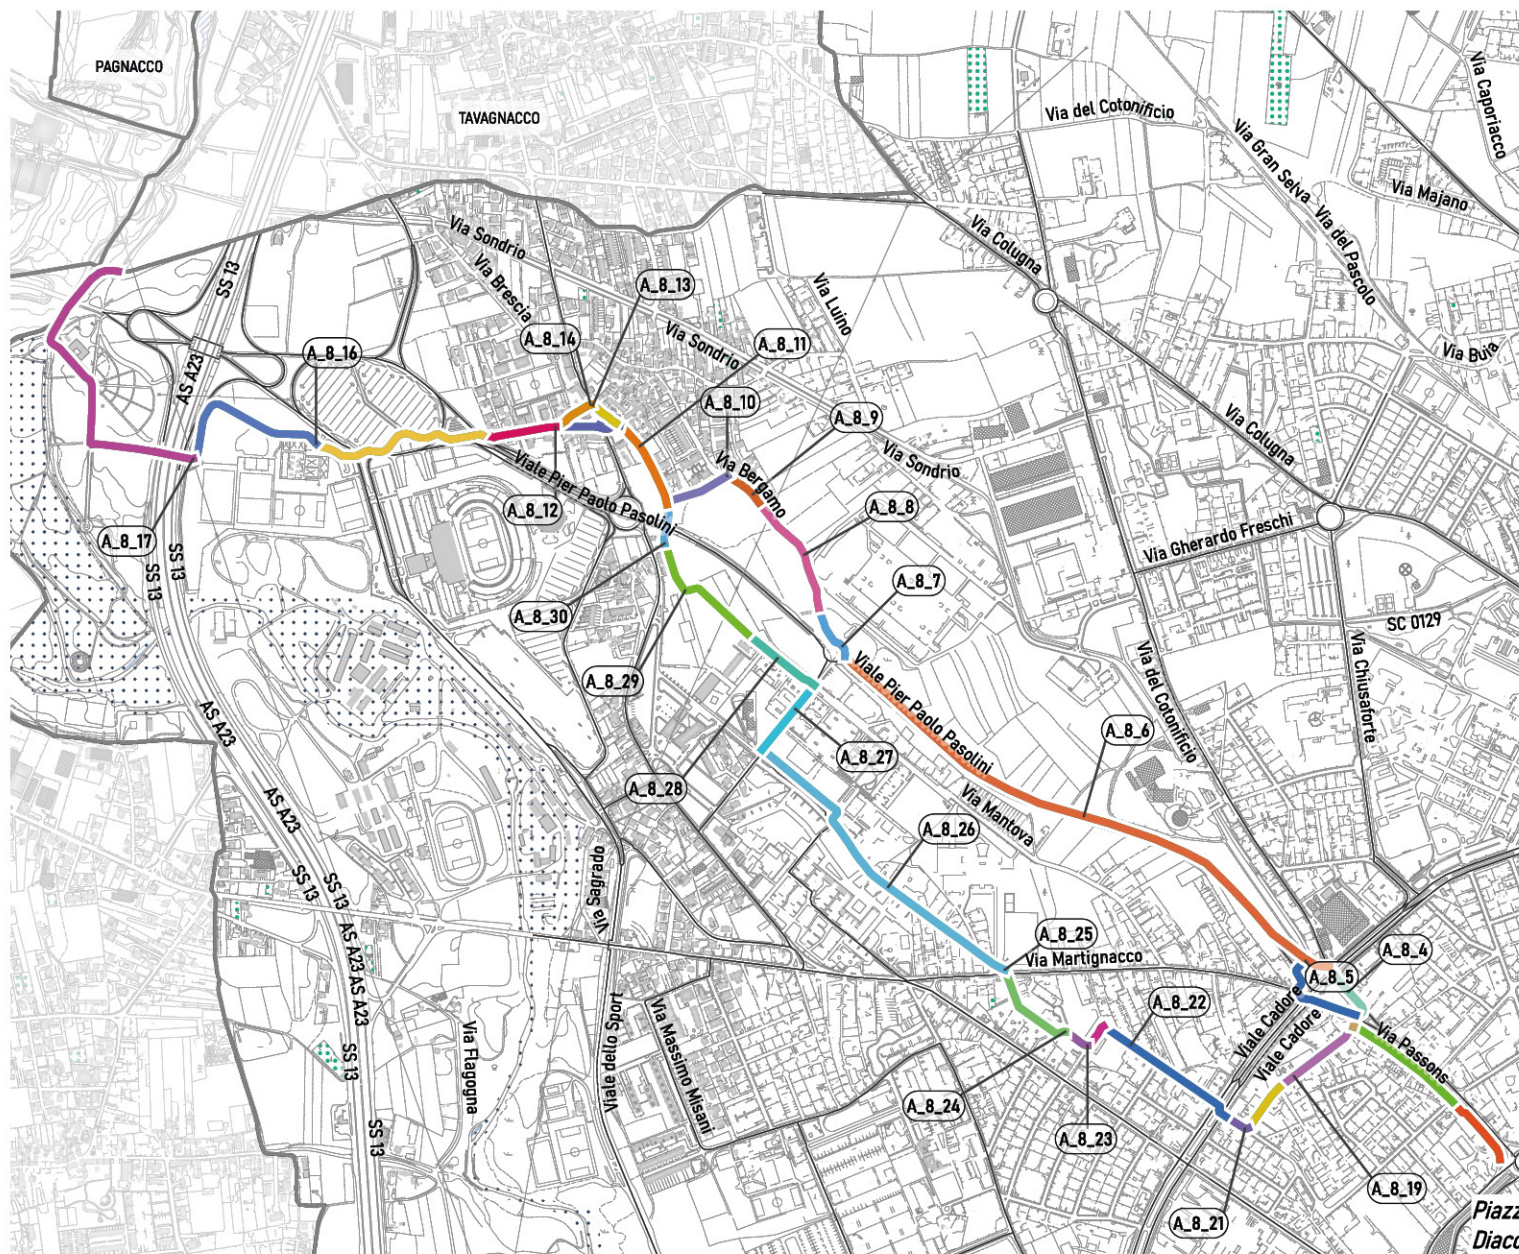 PAGNACCO
TAVAGNACCO
Via del Cotonificio
Via Caporiacco
Via Gran Selva
Via Majano
Via del Pascolo
Via Sondrio
Via Colugna
SS 13
Via Brescia
A_8_13
Via Luino
A_8_14
Via Sondrio
A_8_11
Via Buia
A_8_16
AS A23
A_8_10
A_8_9
Via Colugna
Via Sondrio
Via Bergamo
Viale Pier Paolo Pasolini
A_8_12
A_8_8
A_8_17
SS 13
SS 13
Via Gherardo Freschi
A_8_7
A_8_30
SC 0129
A_8_29
Viale Pier Paolo Pasolini
Via del Cotonificio
Via Chiusaforte
AS A23
A_8_6
A_8_27
A_8_28
Via Mantova
AS A23
A_8_26
SS 13
SS 13
Via Sagrado
AS A23
AS A23
A_8_25
Via Martignacco
A_8_4
A_8_5
A_8_22
Viale Cadore
Viale Cadore
Via Passons
SS 13
Via Flagogna
Viale dello Sport
Via Massimo Misani
A_8_24
A_8_23
SS 13
A_8_19
A_8_21
Piazz
Diaco